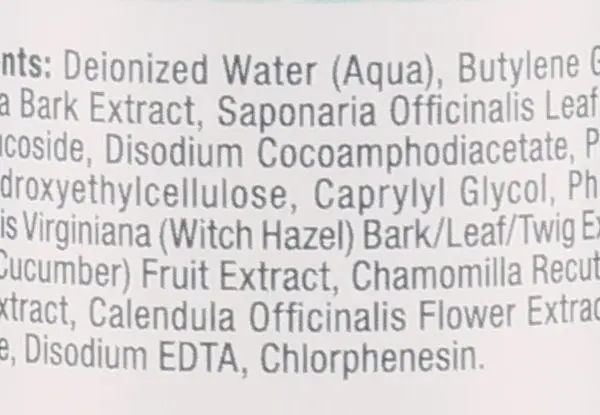 nts: Deionized Water (Aqua), Butylene G
a Bark Extract, Saponaria Officinalis Leaf
coside, Disodium Cocoamphodiacetate, P
droxyethylcellulose, Caprylyl Glycol, Ph
is Virginiana (Witch Hazel) Bark/Leaf/Twig Ex
Cucumber) Fruit Extract, Chamomilla Recut
xtract, Calendula Officinalis Flower Extrac
e, Disodium EDTA, Chlorphenesin.